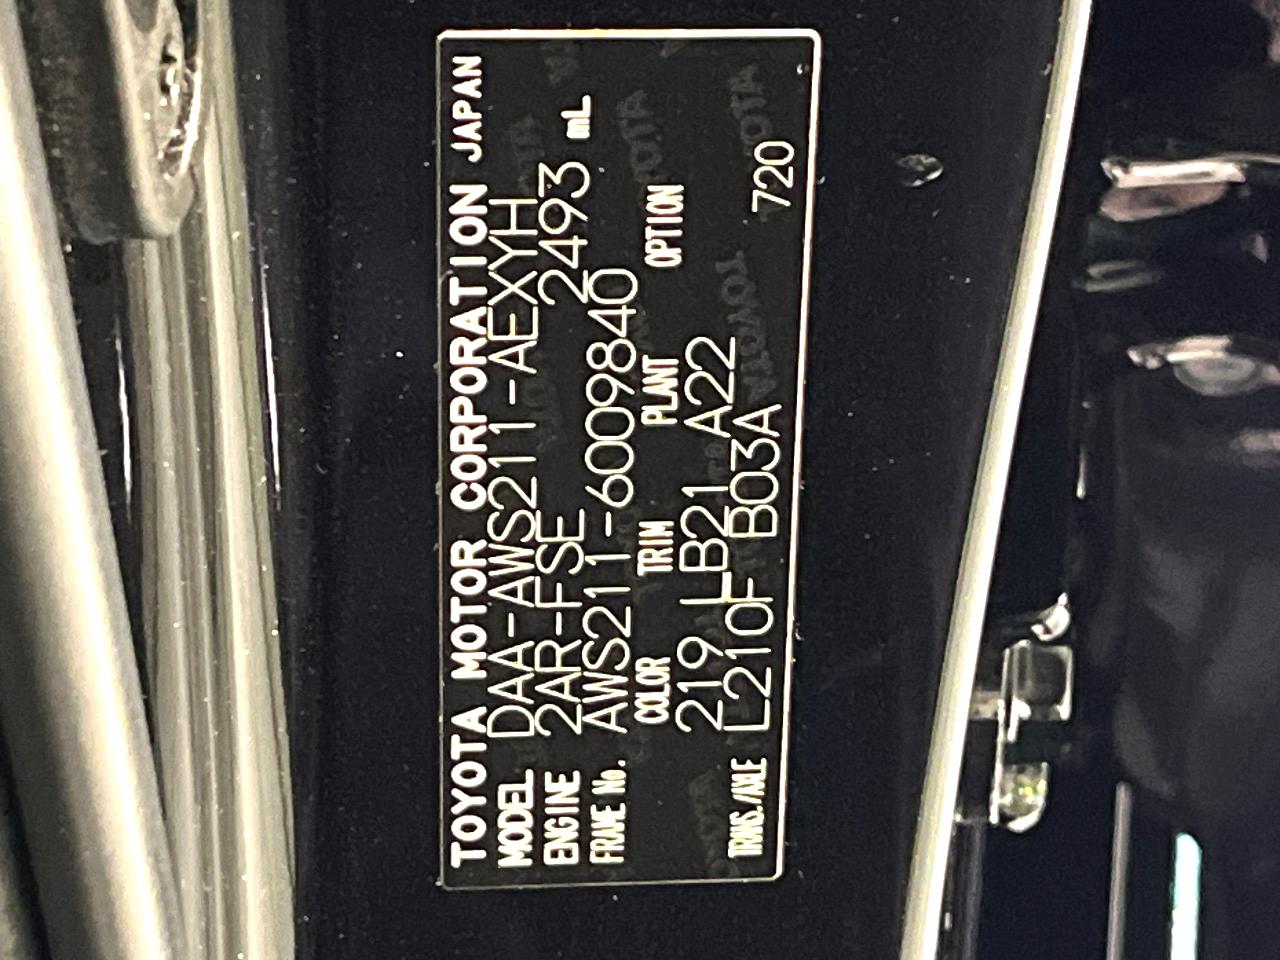 TOYOTA MOTOR CORPORATION JAPAN
MODEL DAA-AWS211-AEXYH
ENGINE 2AR-FSE 2493 mL
FRAME No. AWS211-6009840
COLOR TRIM PLANT OPTION
219 LB21 A22
TRANS./AXLE L210F B03A 720